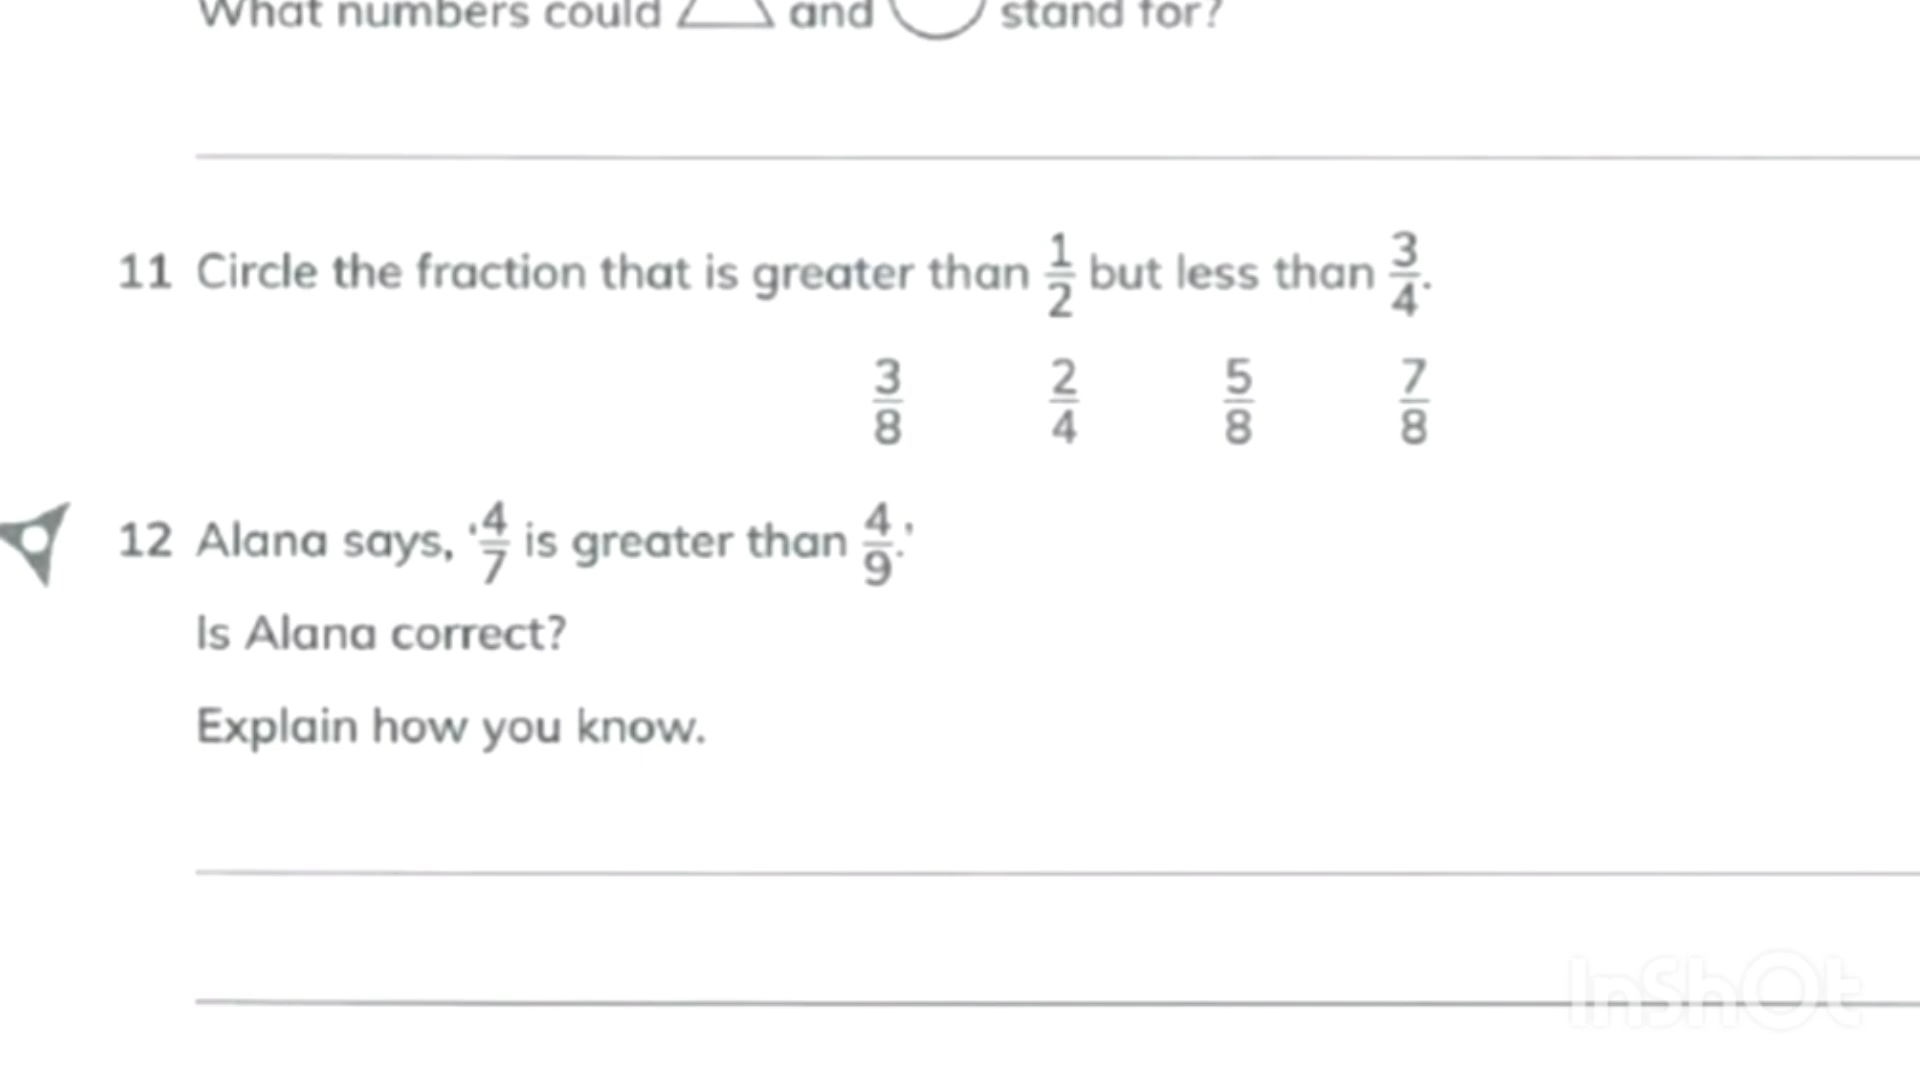 What numbers could and stand for?
11 Circle the fraction that is greater than 1/2 but less than 3/4.
3/8 2/4 5/8 7/8
12 Alana says, '4/7 is greater than 4/9.'
Is Alana correct?
Explain how you know.
InShOt